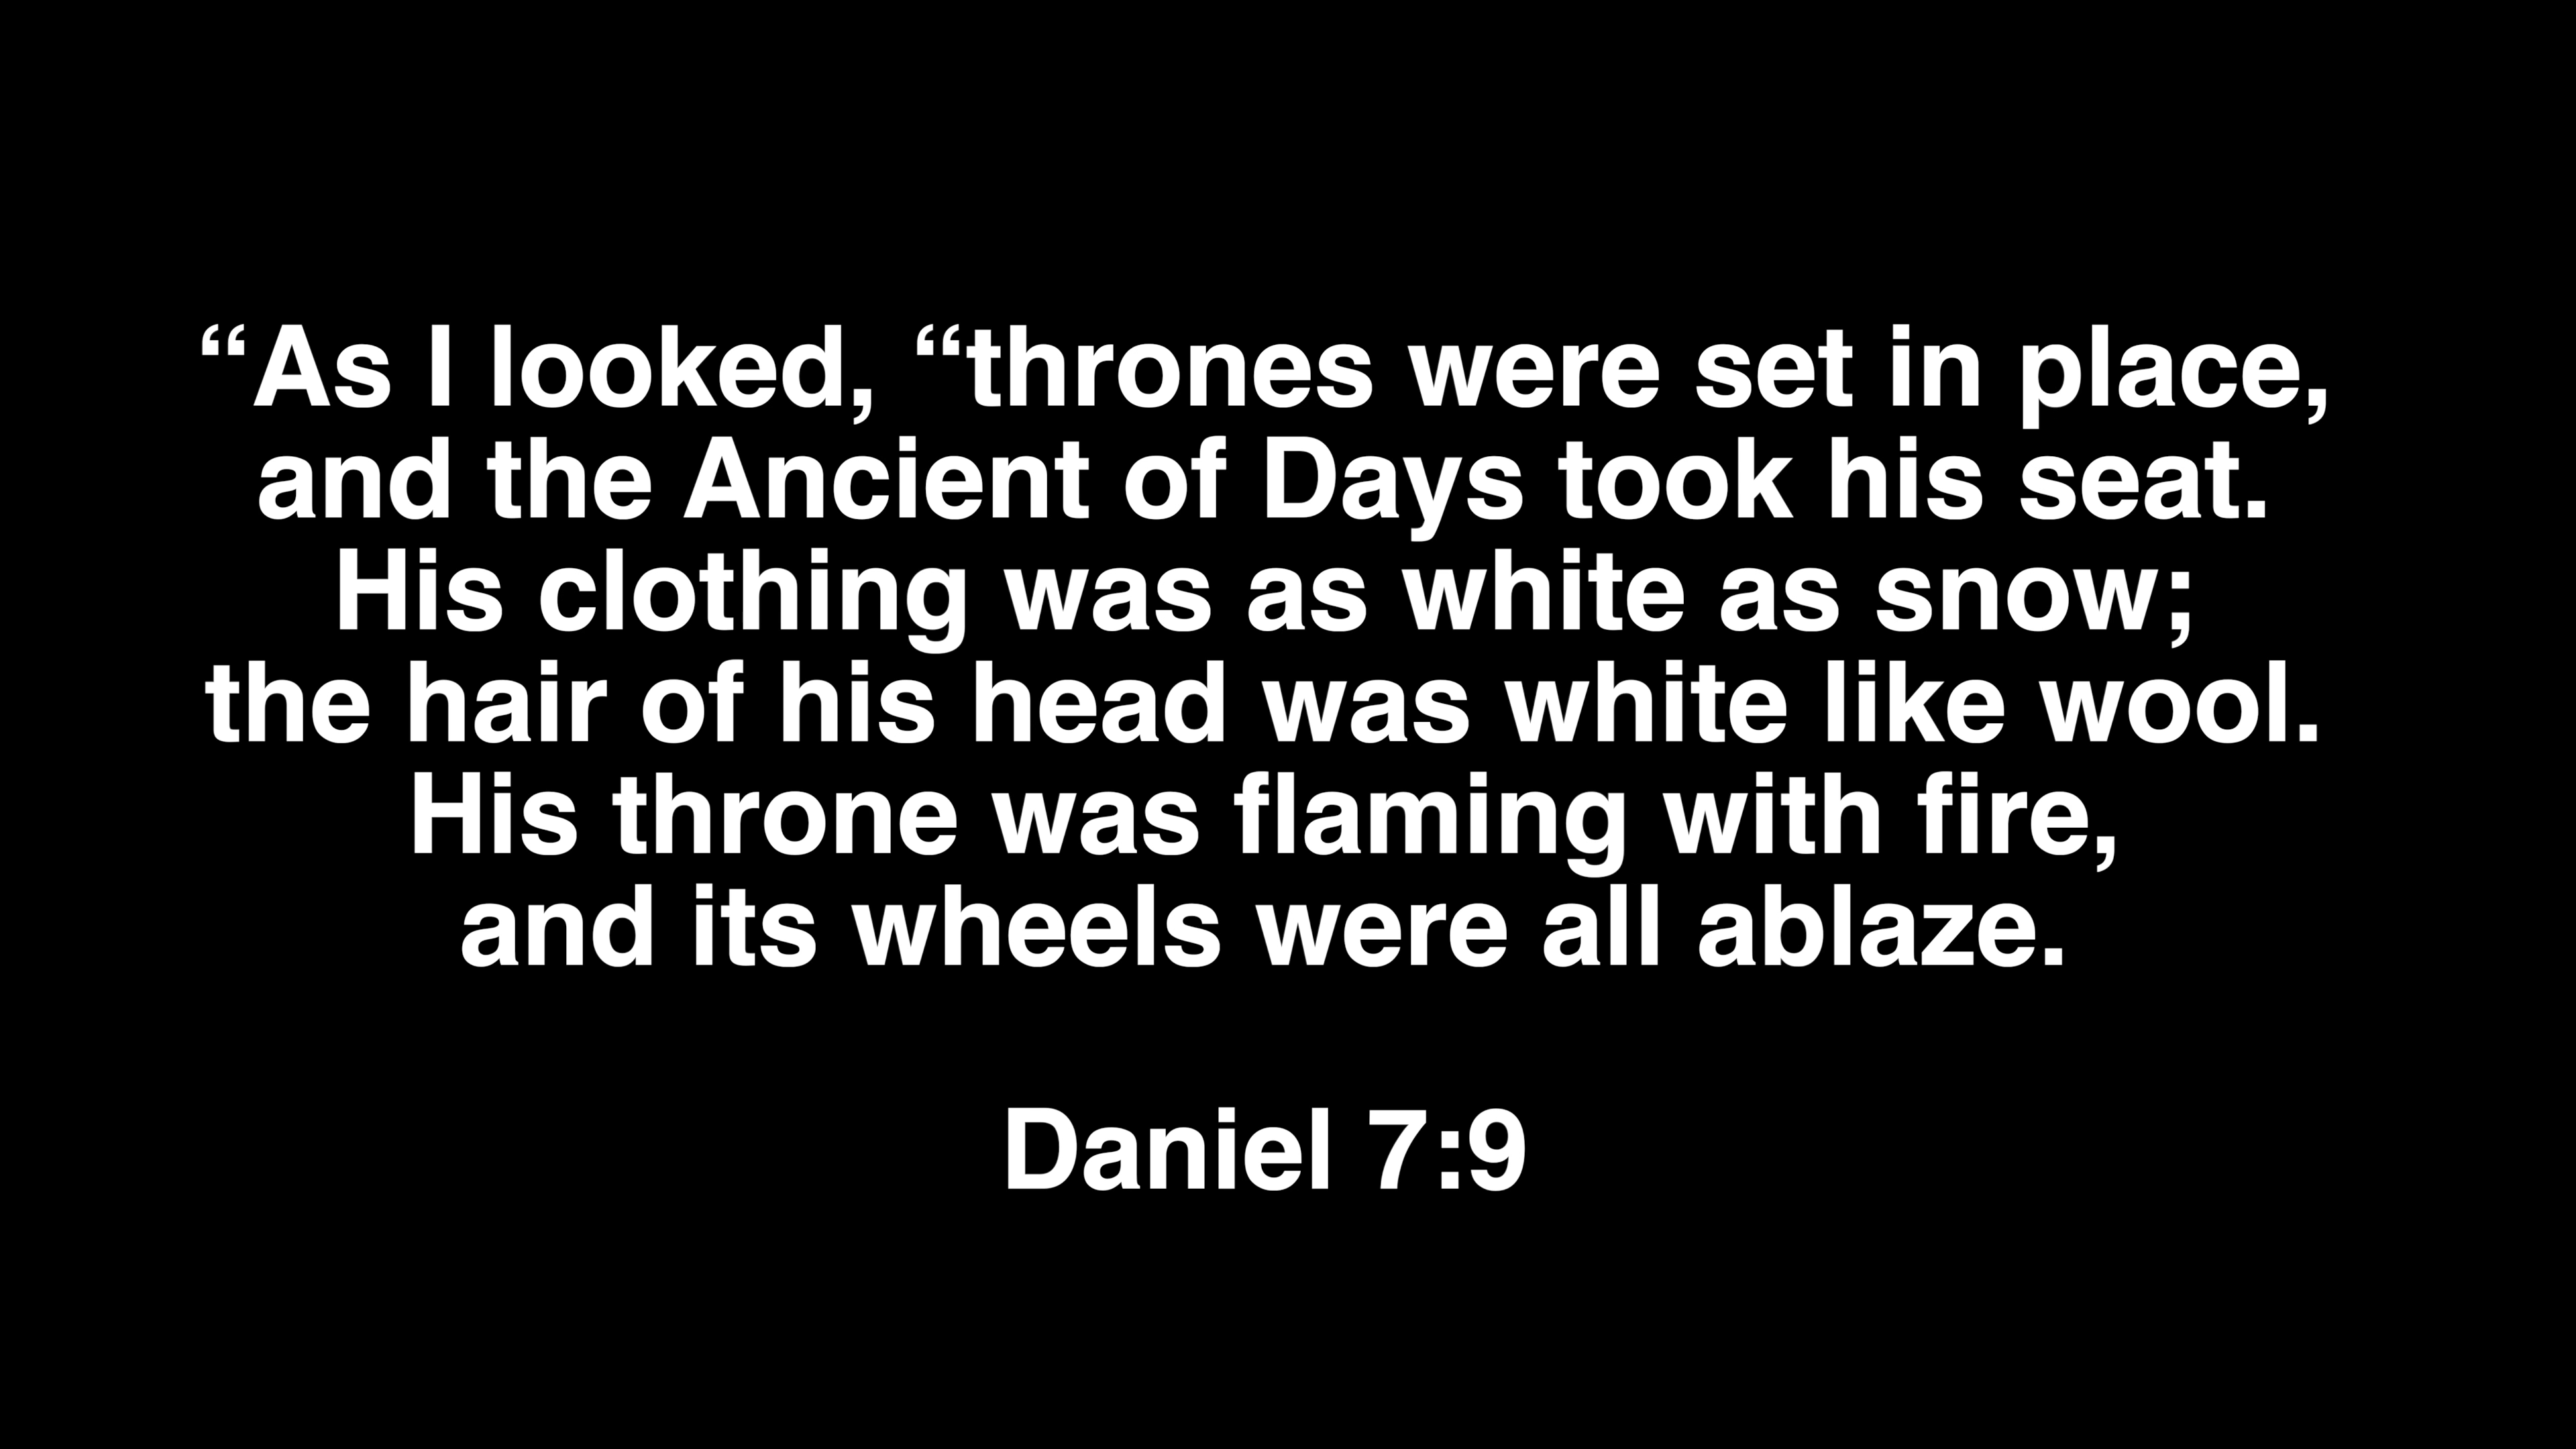 “As I looked, “thrones were set in place,
and the Ancient of Days took his seat.
His clothing was as white as snow;
the hair of his head was white like wool.
His throne was flaming with fire,
and its wheels were all ablaze.
Daniel 7:9